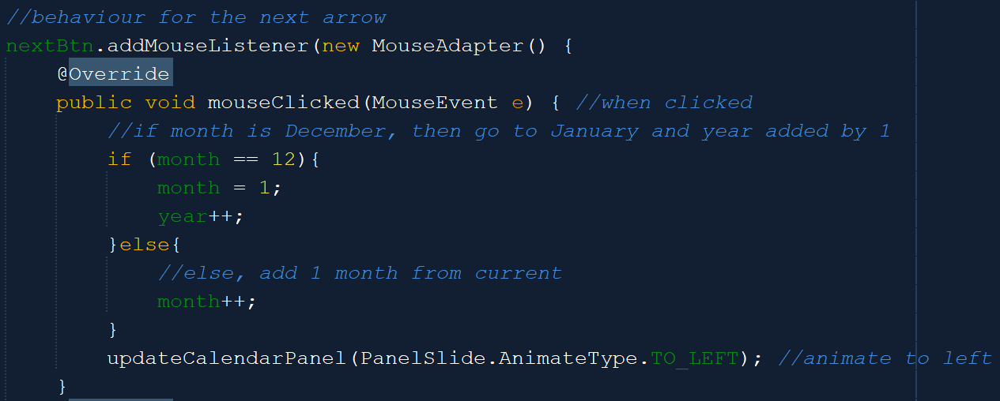 //behaviour for the next arrow
nextBtn.addMouseListener(new MouseAdapter() {
@Override
public void mouseClicked(MouseEvent e) { //when clicked
//if month is December, then go to January and year added by 1
if (month == 12){
month = 1;
year++;
}else{
//else, add 1 month from current
month++;
}
updateCalendarPanel(PanelSlide.AnimateType.TO_LEFT); //animate to left
}